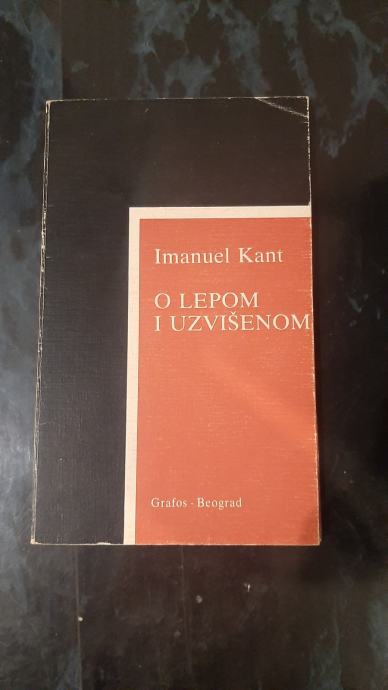 Imanuel Kant
O LEPOM
I UZVIŠENOM
Grafos - Beograd